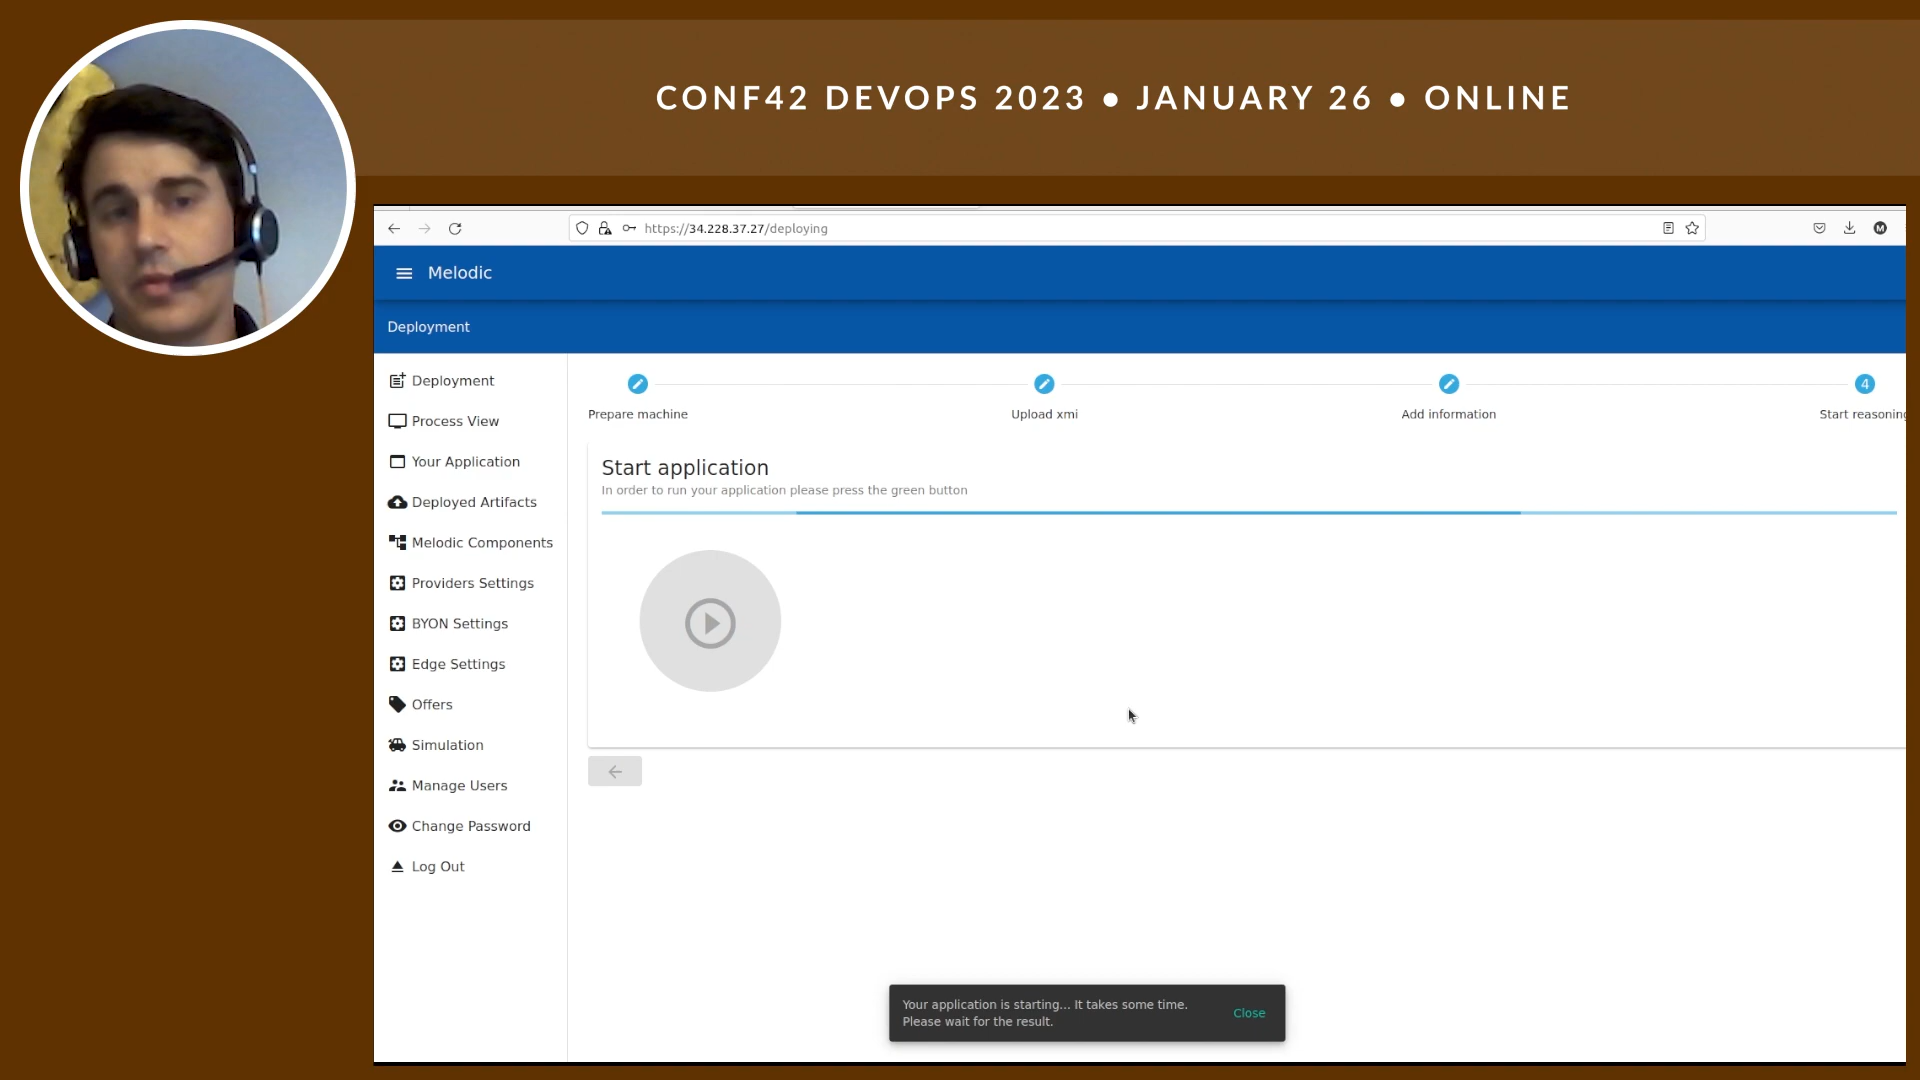 CONF42 DEVOPS 2023 ● JANUARY 26 ● ONLINE
https://34.228.37.27/deploying
M
Melodic
Deployment
Deployment
Process View
Your Application
Deployed Artifacts
Melodic Components
Providers Settings
BYON Settings
Edge Settings
Offers
Simulation
Manage Users
Change Password
Log Out
4
Prepare machine
Upload xmi
Add information
Start reasoning
Start application
In order to run your application please press the green button
Your application is starting... It takes some time.
Please wait for the result.
Close